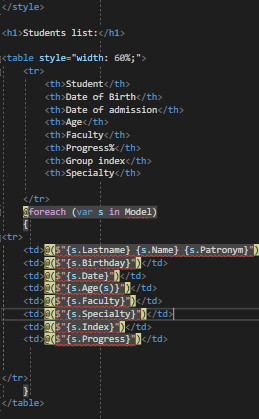 </style>
<h1>Students list:</h1>
<table style="width: 60%;">
<tr>
<th>Student</th>
<th>Date of Birth</th>
<th>Date of admission</th>
<th>Age</th>
<th>Faculty</th>
<th>Progress%</th>
<th>Group index</th>
<th>Specialty</th>
</tr>
@foreach (var s in Model)
{
<tr>
<td>@($"{s.Lastname} {s.Name} {s.Patronym}")
<td>@($"{s.Birthday}")</td>
<td>@($"{s.Date}")</td>
<td>@($"{s.Age(s)}")</td>
<td>@($"{s.Faculty}")</td>
<td>@($"{s.Specialty}")</td>
<td>@($"{s.Index}")</td>
<td>@($"{s.Progress}")</td>
</tr>
}
</table>